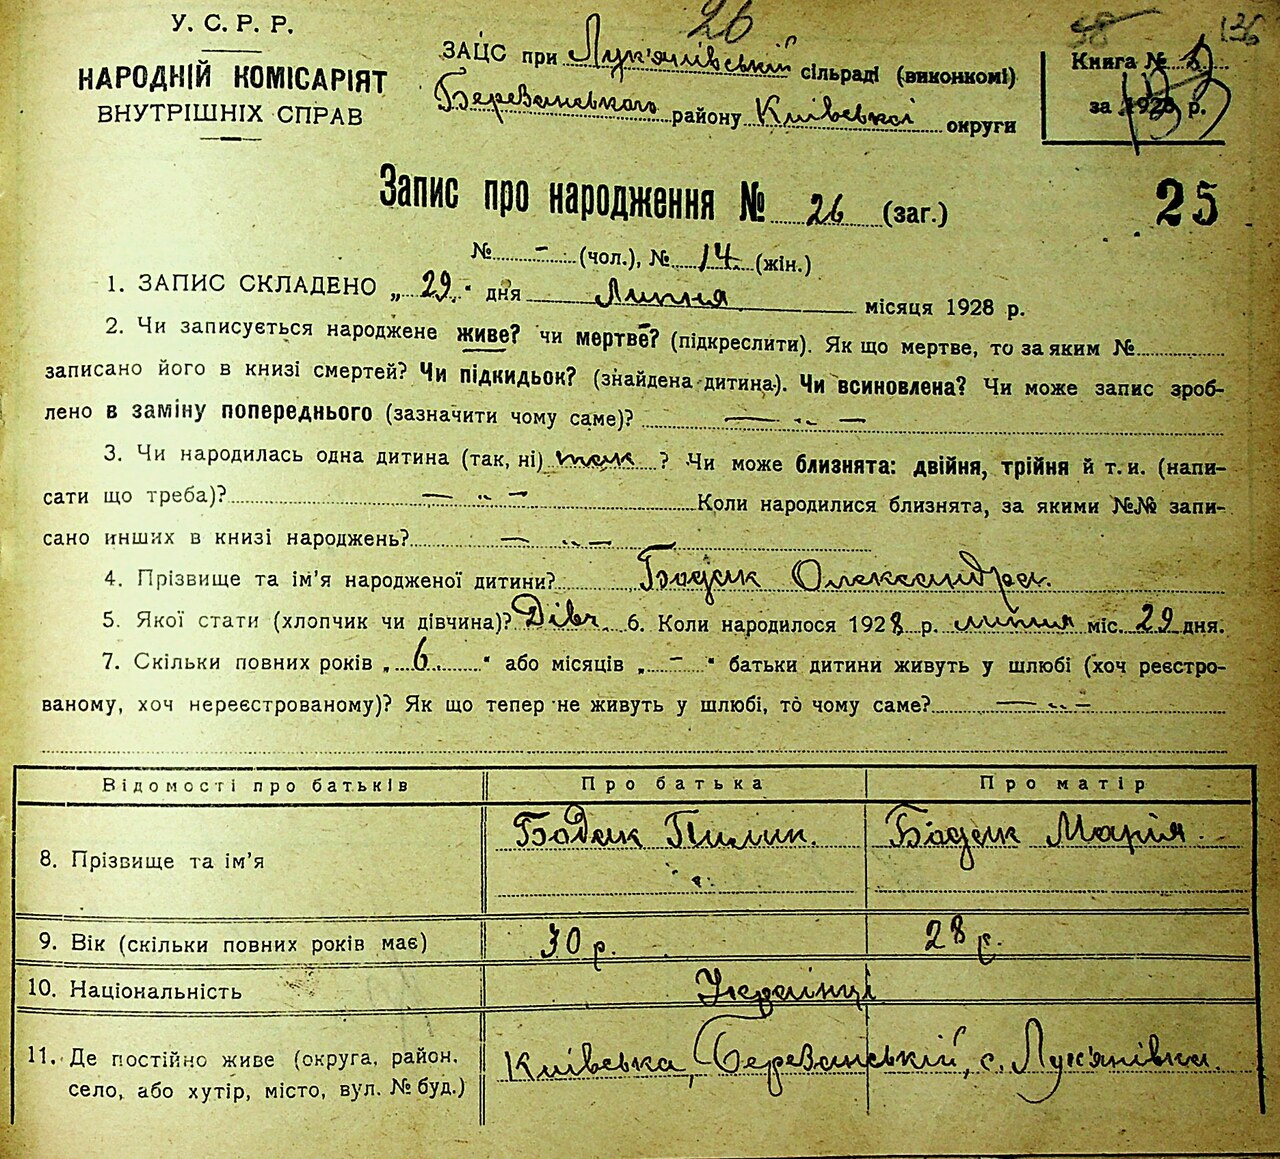 26
У. С. Р. Р.
НАРОДНІЙ КОМІСАРІЯТ
ВНУТРІШНІХ СПРАВ
ЗАЦС при Лук'янівській сільраді (виконкомі)
Березанського району Київської округи
Книга №
за 1928 р.
Запис про народження № 26 (заг.)
25
№ - (чол.), № 14 (жін.)
1. ЗАПИС СКЛАДЕНО „29" дня Липня місяця 1928 р.
2. Чи записується народжене живе? чи мертве? (підкреслити). Як що мертве, то за яким №
записано його в книзі смертей? Чи підкидьок? (знайдена дитина). Чи всиновлена? Чи може запис зроб-
лено в заміну попереднього (зазначити чому саме)? — „ —
3. Чи народилась одна дитина (так, ні) так ? Чи може близнята: двійня, трійня й т. и. (напи-
сати що треба)? — „ — Коли народилися близнята, за якими №№ запи-
сано инших в книзі народжень? — „ —
4. Прізвище та ім'я народженої дитини? Бодак Олександра.
5. Якої стати (хлопчик чи дівчина)? Дівч. 6. Коли народилося 1928 р. липня міс. 29 дня.
7. Скільки повних років „ 6 " або місяців „ - " батьки дитини живуть у шлюбі (хоч реєстро-
ваному, хоч нереєстрованому)? Як що тепер не живуть у шлюбі, то чому саме? — „ —
Відомості про батьків Про батька Про матір
8. Прізвище та ім'я Бодак Пилип. Бодак Марія.
9. Вік (скільки повних років має) 30 р. 28 р.
10. Національність Українці
11. Де постійно живе (округа, район, Київська, Березанський, с. Лук'янівка.
село, або хутір, місто, вул. № буд.)